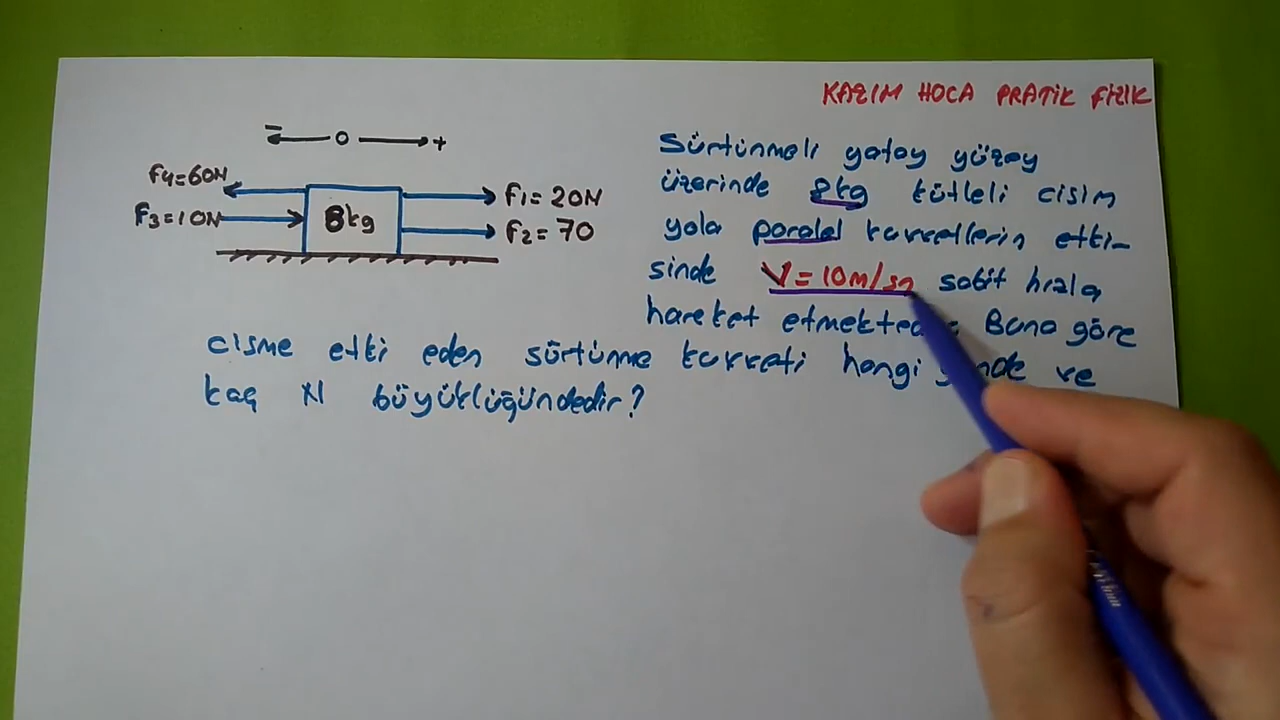 KAZIM HOCA PRATİK FİZİK
- 0 +
F4=60N
F3=10N
8kg
F1=20N
F2=70
Sürtünmeli yatay yüzey
üzerinde 8kg kütleli cisim
yola paralel kuvvetlerin etki-
sinde V=10m/sn sabit hızla
hareket Buna göre
cisme etki eden sürtünme kuvveti hangi ve
kaç N büyüklüğündedir?